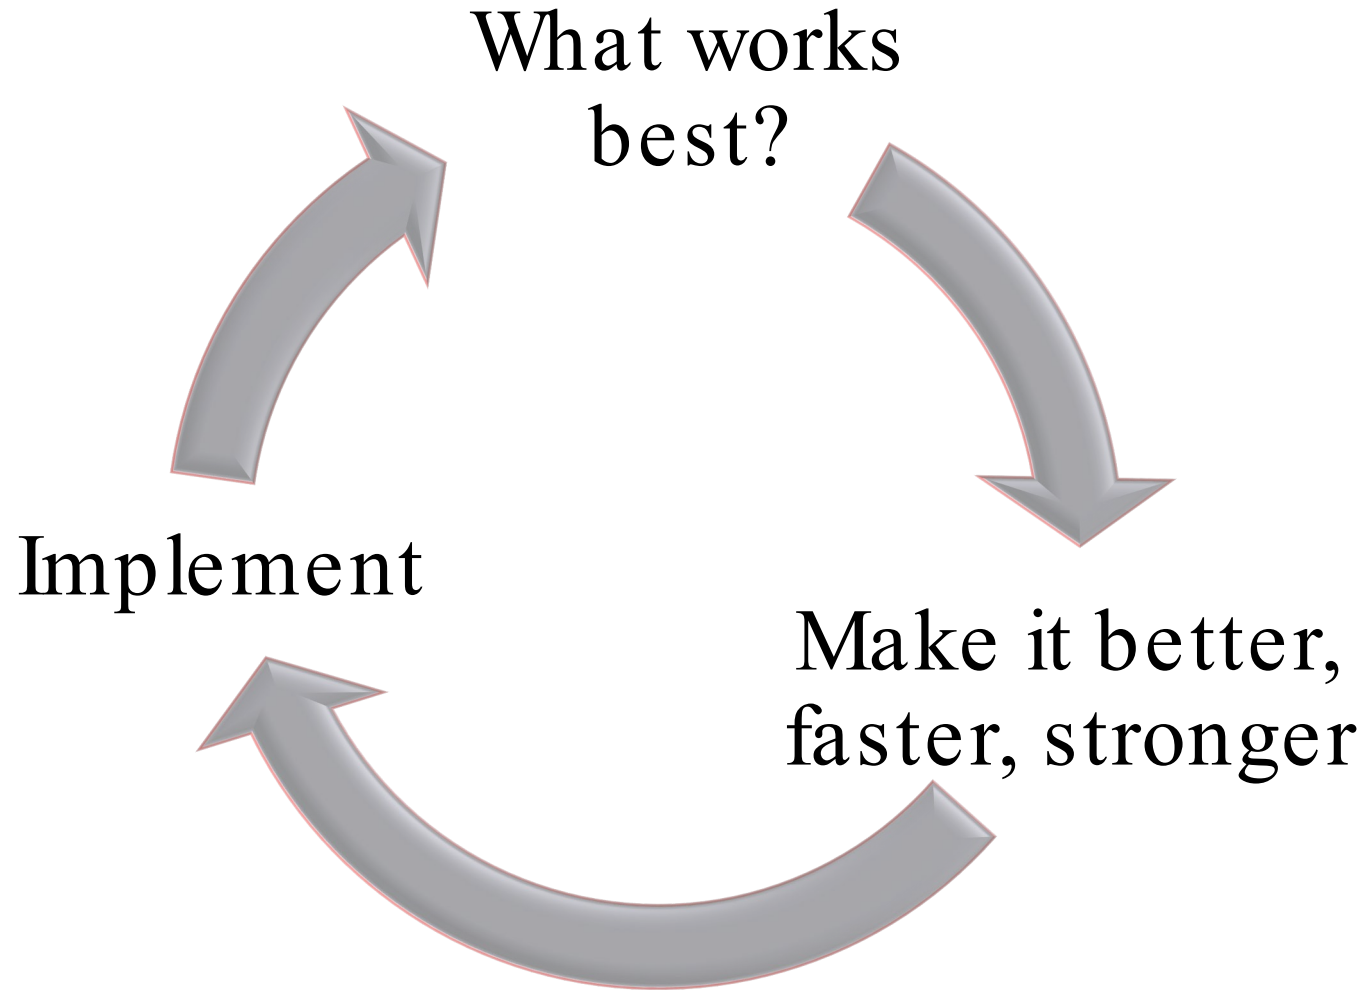 What works
best?
Implement
Make it better,
faster, stronger